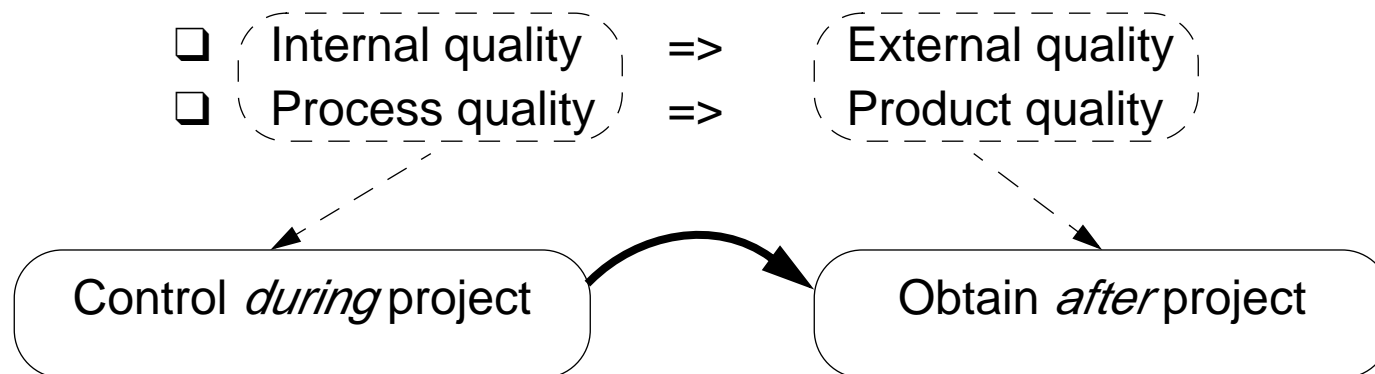 ❑ Internal quality => External quality
❑ Process quality => Product quality
Control during project
Obtain after project